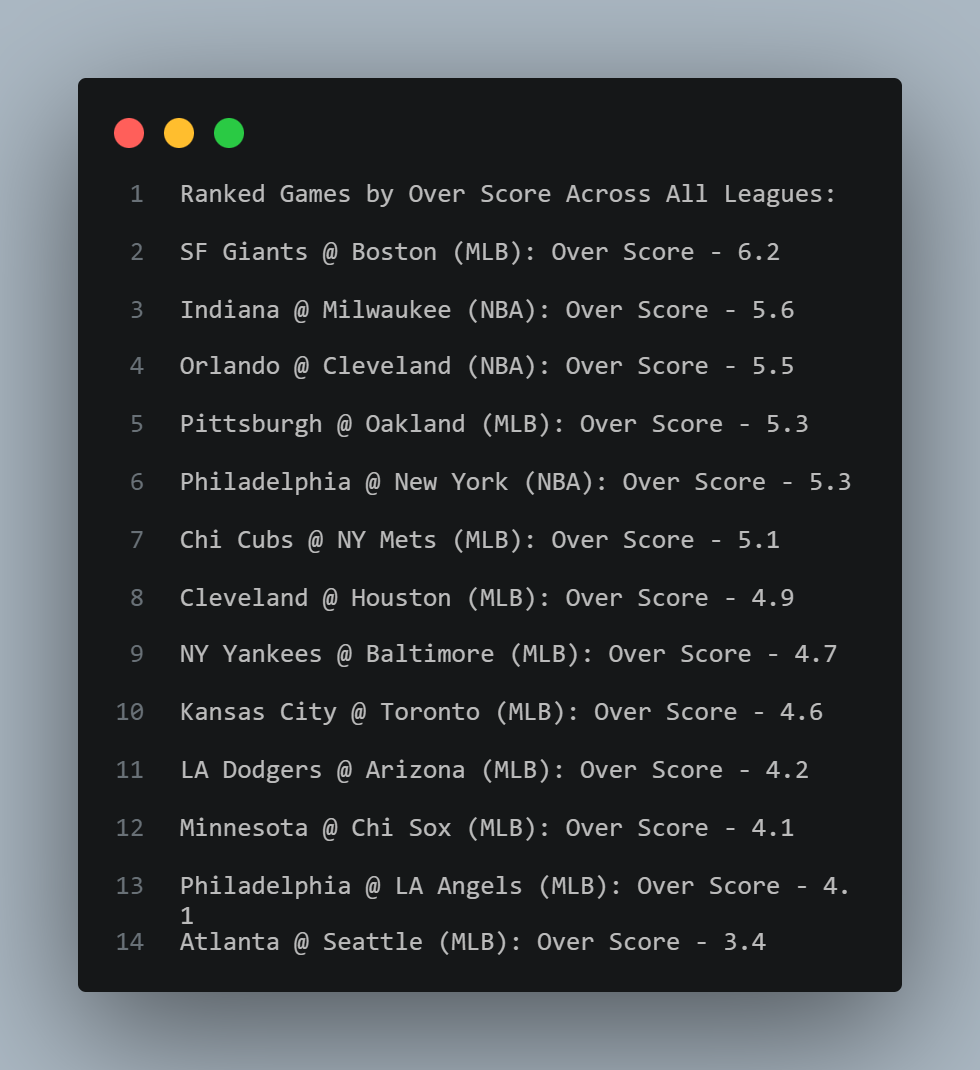 1 Ranked Games by Over Score Across All Leagues:
2 SF Giants @ Boston (MLB): Over Score - 6.2
3 Indiana @ Milwaukee (NBA): Over Score - 5.6
4 Orlando @ Cleveland (NBA): Over Score - 5.5
5 Pittsburgh @ Oakland (MLB): Over Score - 5.3
6 Philadelphia @ New York (NBA): Over Score - 5.3
7 Chi Cubs @ NY Mets (MLB): Over Score - 5.1
8 Cleveland @ Houston (MLB): Over Score - 4.9
9 NY Yankees @ Baltimore (MLB): Over Score - 4.7
10 Kansas City @ Toronto (MLB): Over Score - 4.6
11 LA Dodgers @ Arizona (MLB): Over Score - 4.2
12 Minnesota @ Chi Sox (MLB): Over Score - 4.1
13 Philadelphia @ LA Angels (MLB): Over Score - 4.
1
14 Atlanta @ Seattle (MLB): Over Score - 3.4